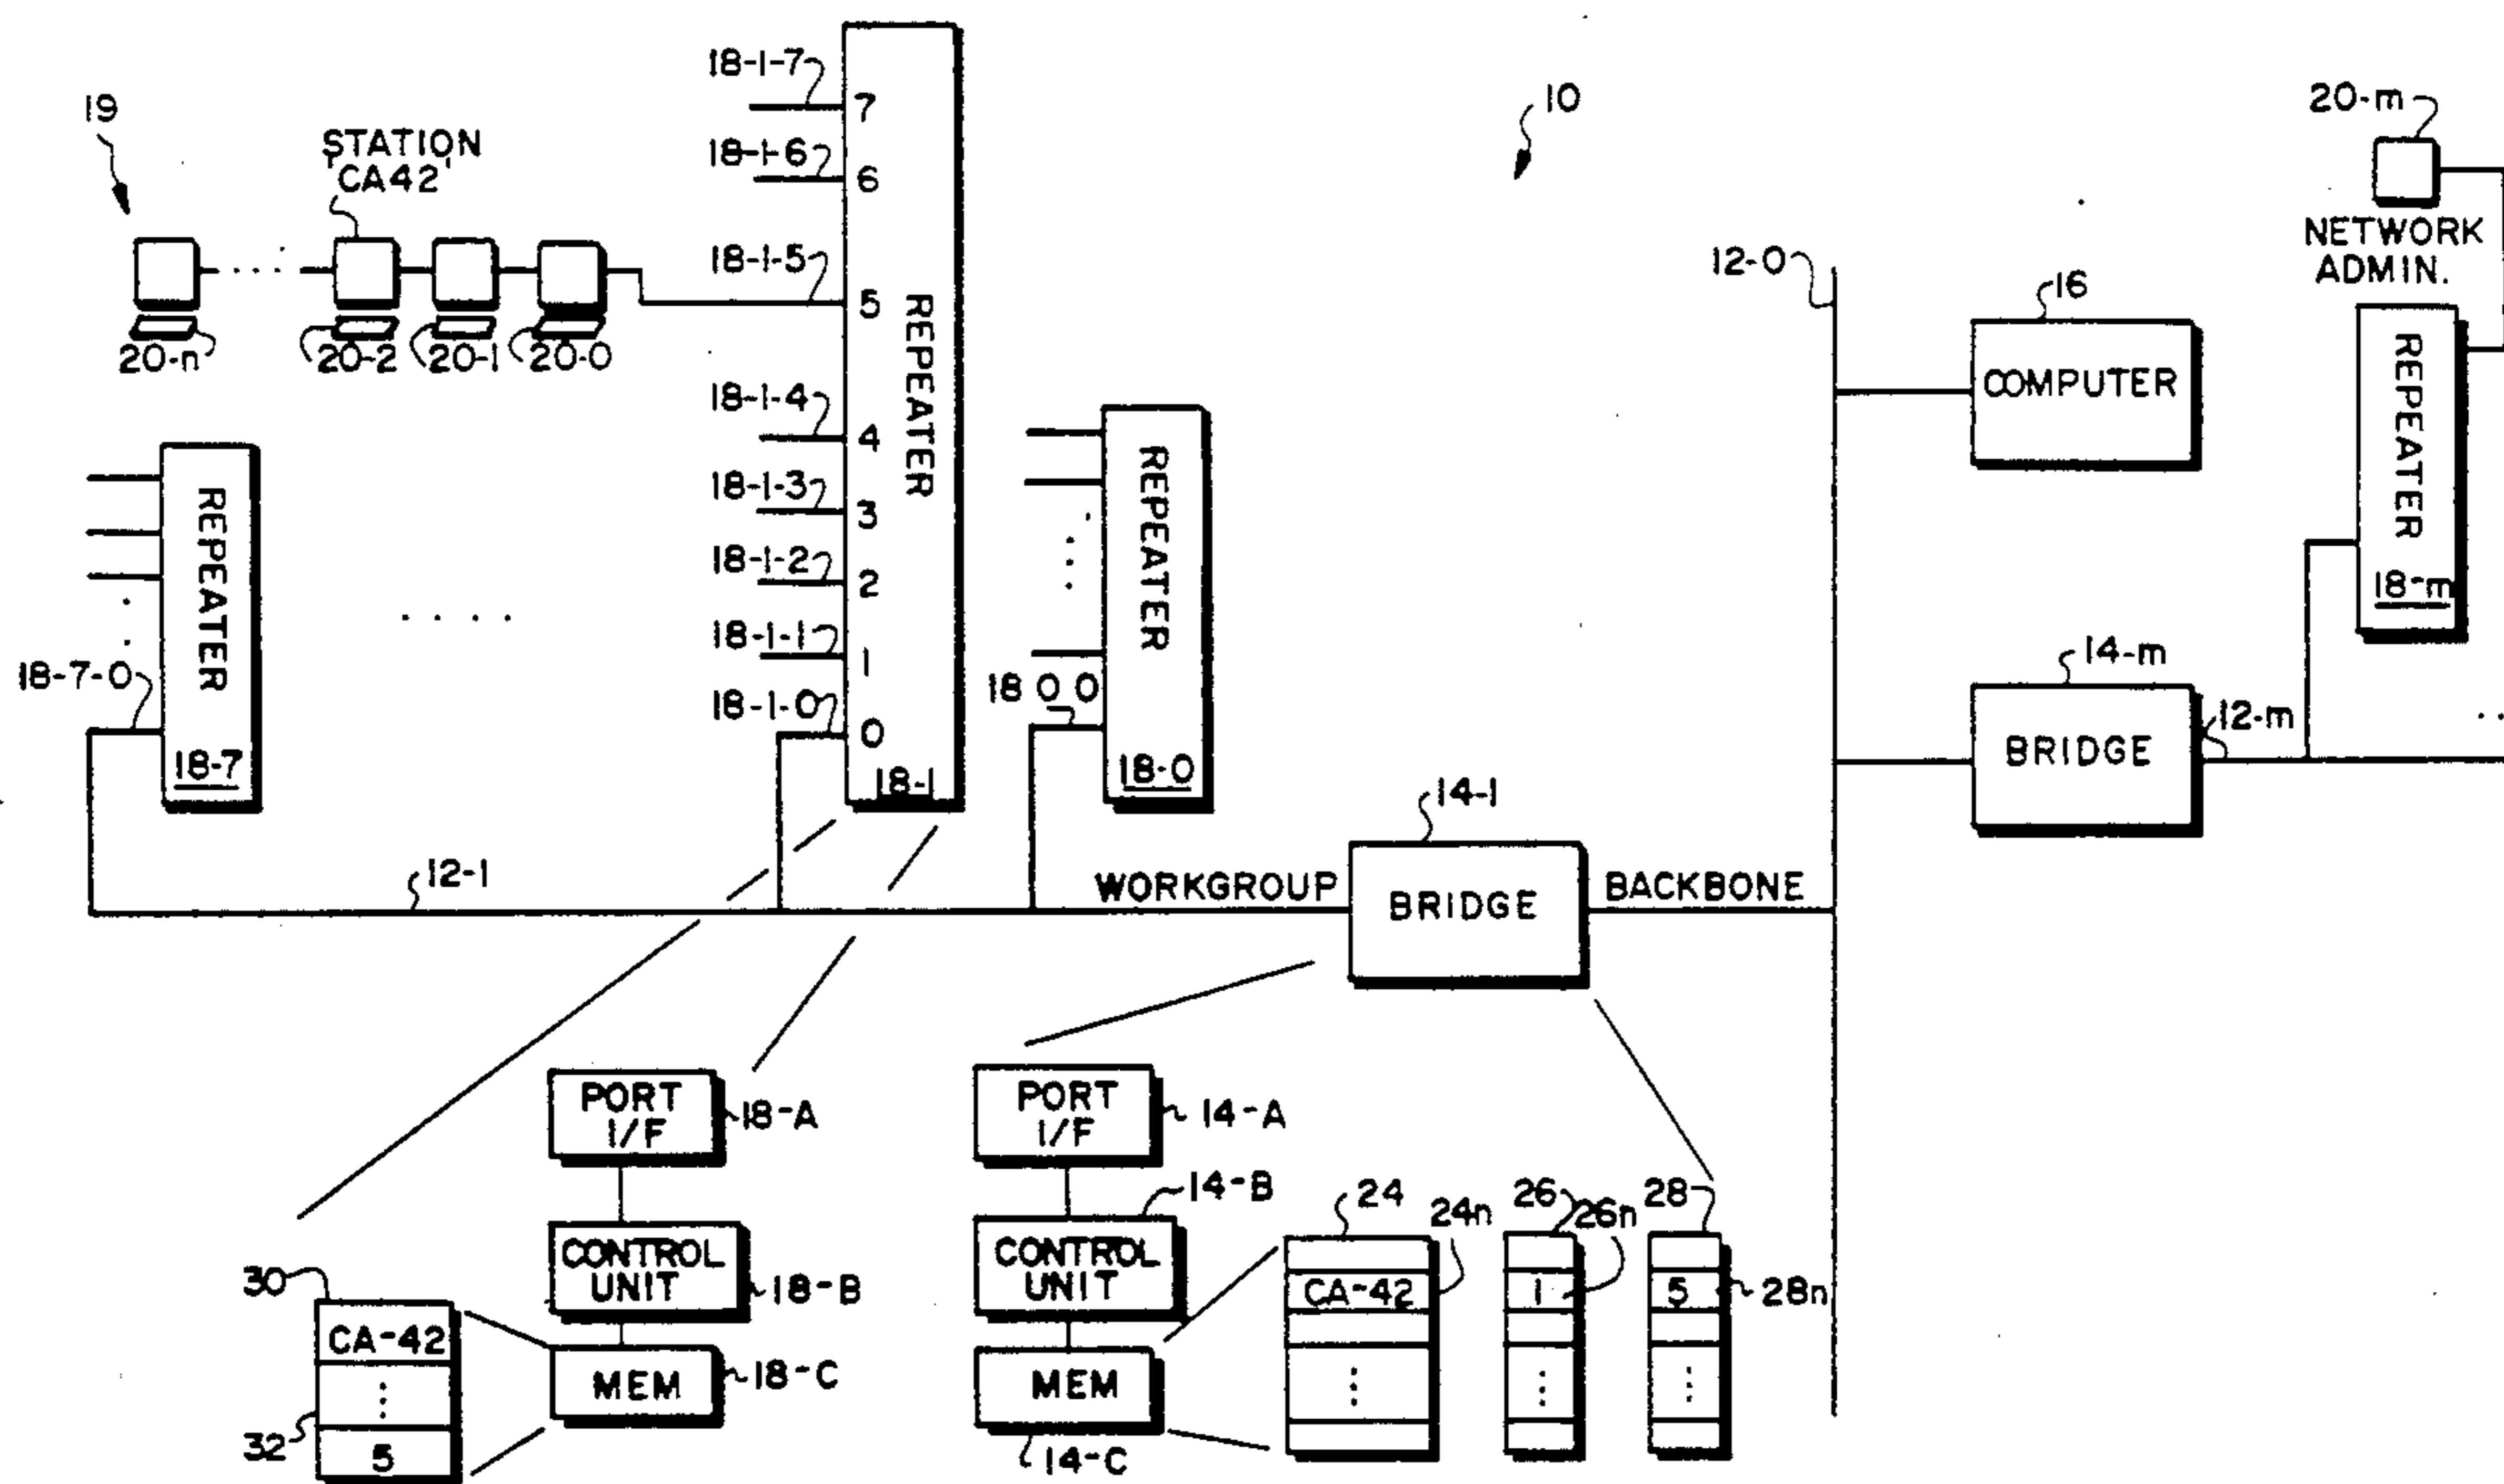 19
STATION
'CA42'
20-n
20-2
20-1
20-0
18-1-7
18-1-6
18-1-5
18-1-4
18-1-3
18-1-2
18-1-1
18-1-0
7
6
5
4
3
2
1
0
REPEATER
18-1
REPEATER
18-7
18-7-0
REPEATER
18-0
18 0 0
10
12-0
16
COMPUTER
20-m
NETWORK
ADMIN.
REPEATER
18-m
14-m
BRIDGE
12-m
12-1
WORKGROUP
14-1
BRIDGE
BACKBONE
PORT
I/F
18-A
CONTROL
UNIT
18-B
MEM
18-C
30
CA-42
32
5
PORT
I/F
14-A
14-B
CONTROL
UNIT
MEM
14-C
24
24n
CA-42
26
26n
1
28
5
28n